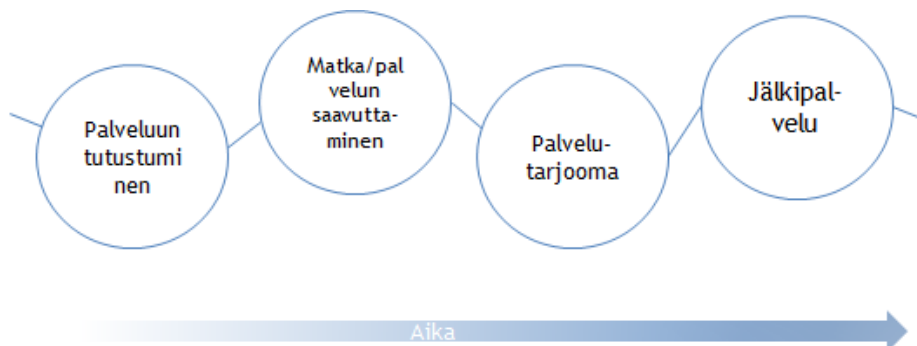 Palveluun
tutustumi
nen
Matka/pal
velun
saavutta-
minen
Palvelu-
tarjooma
Jälkipal-
velu
Aika